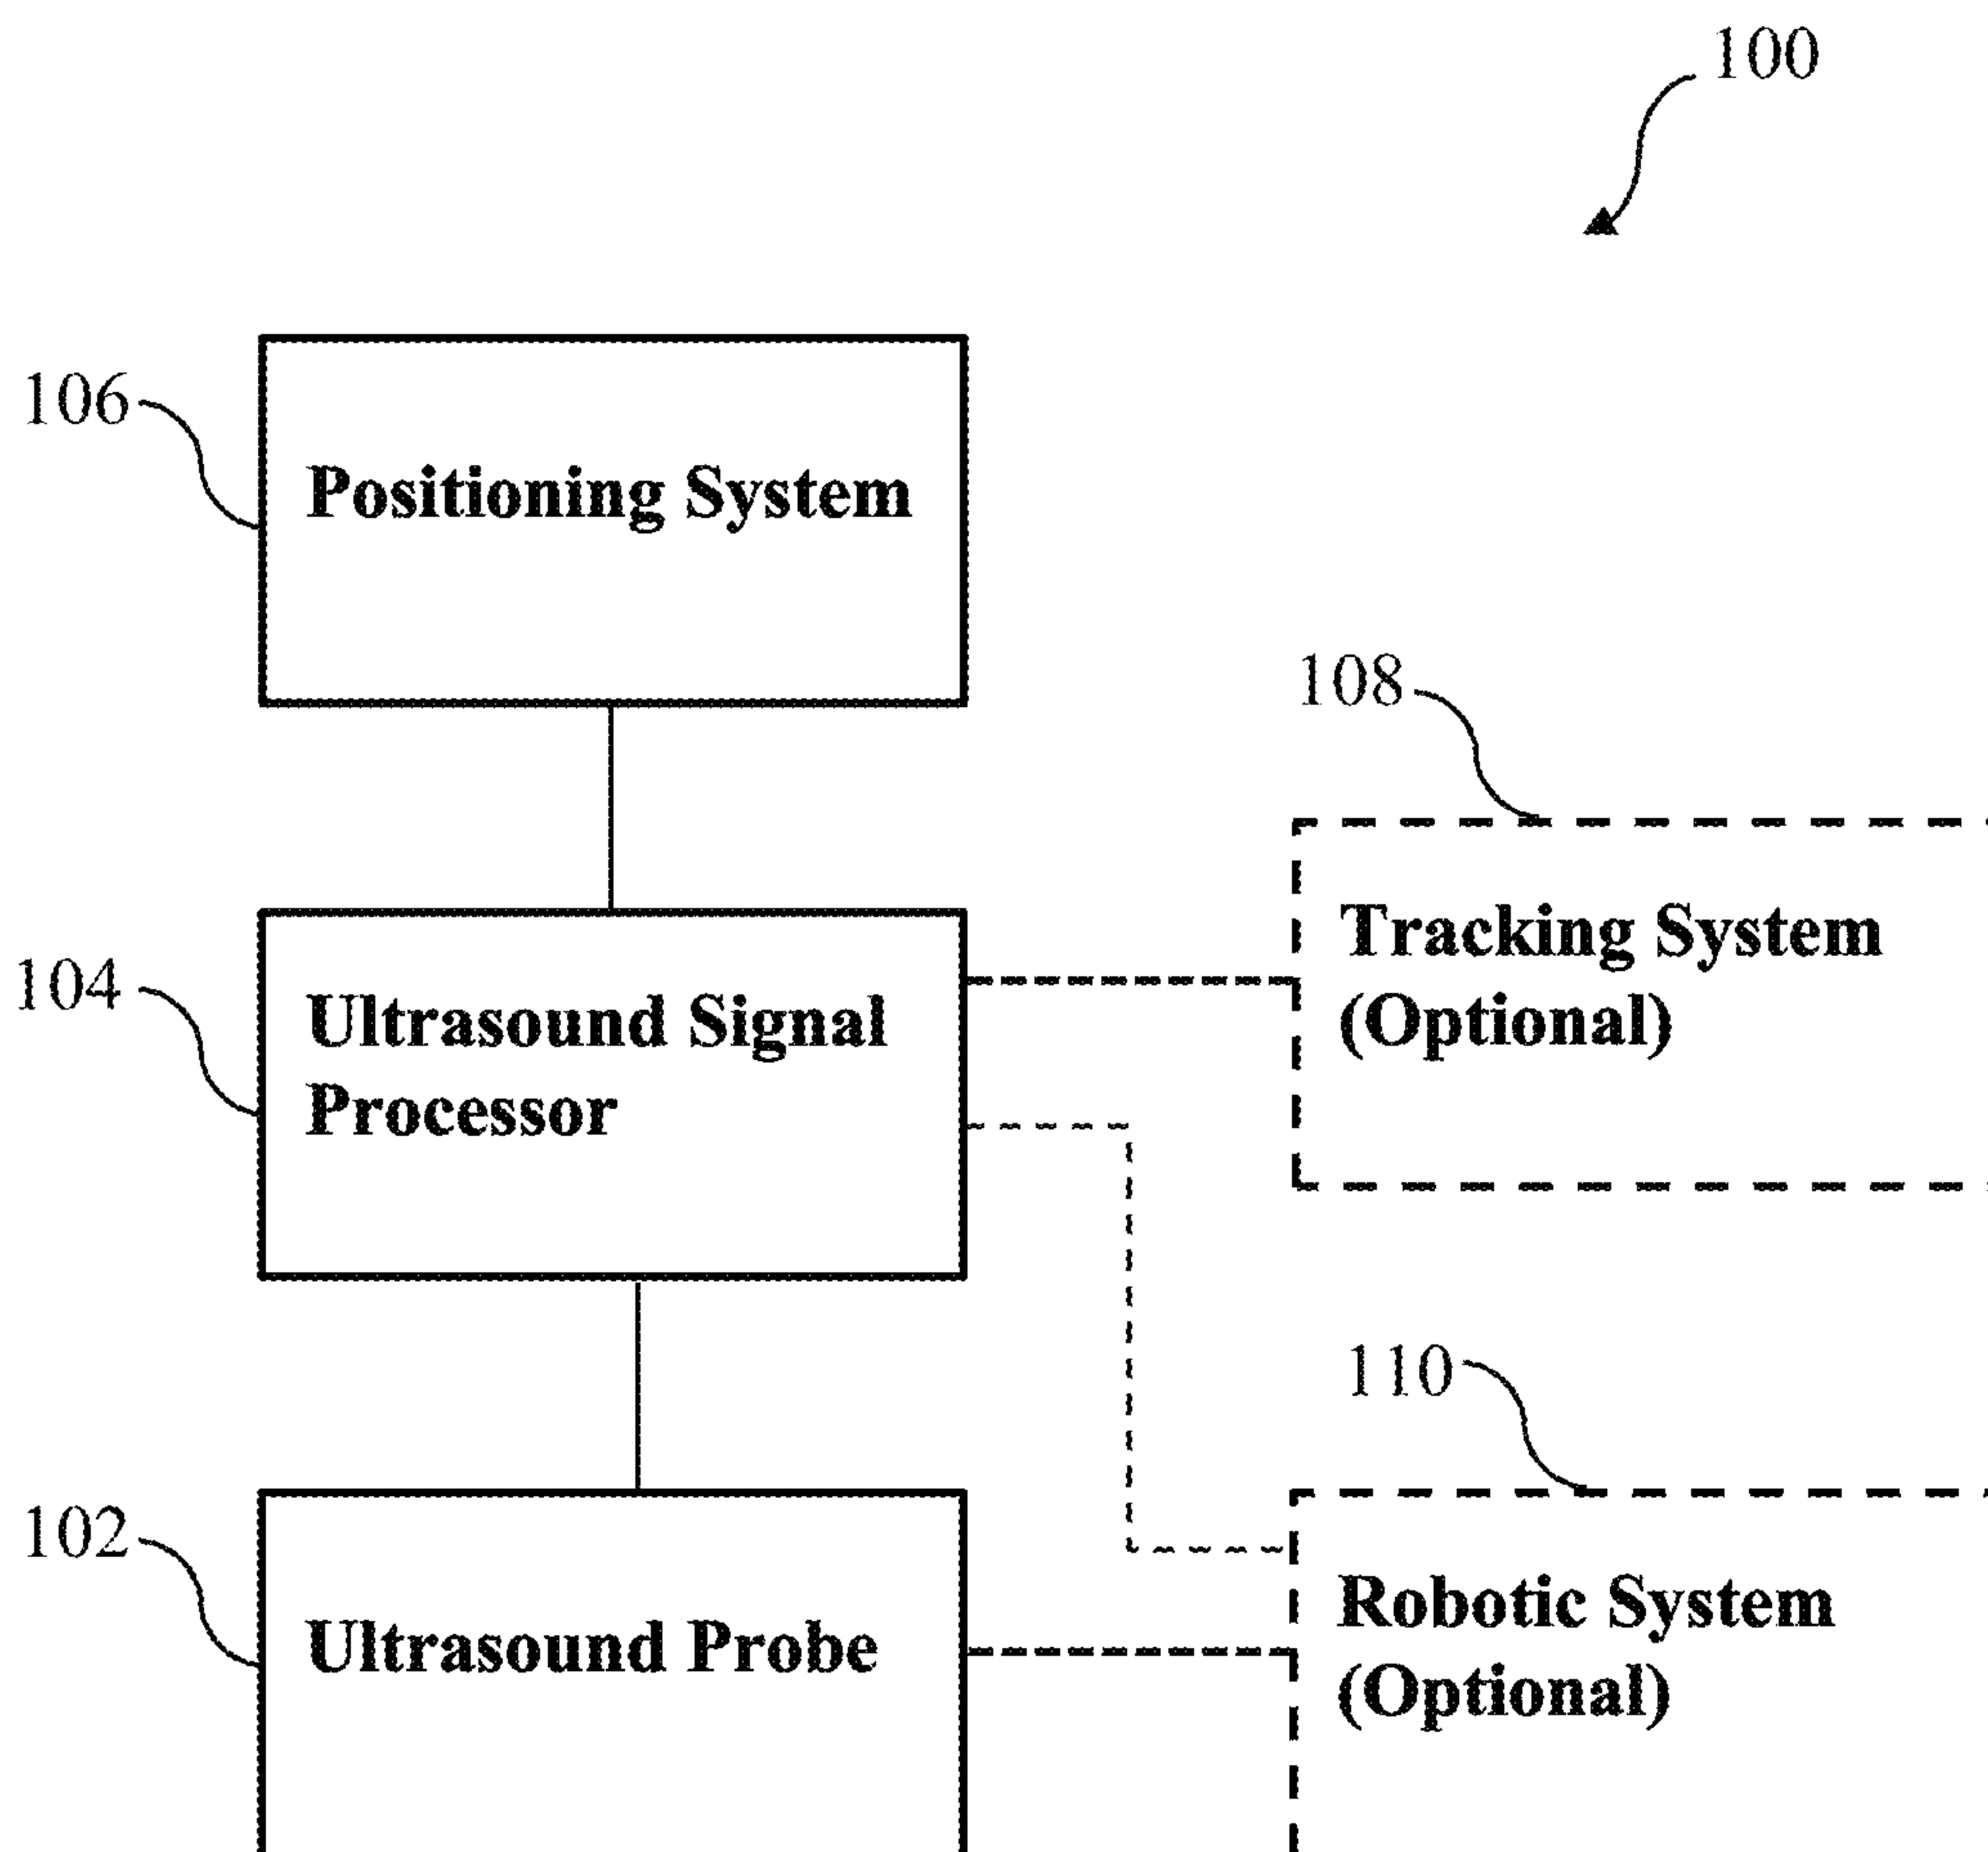 100
106
Positioning System
108
Tracking System
(Optional)
104
Ultrasound Signal
Processor
110
102
Ultrasound Probe
Robotic System
(Optional)